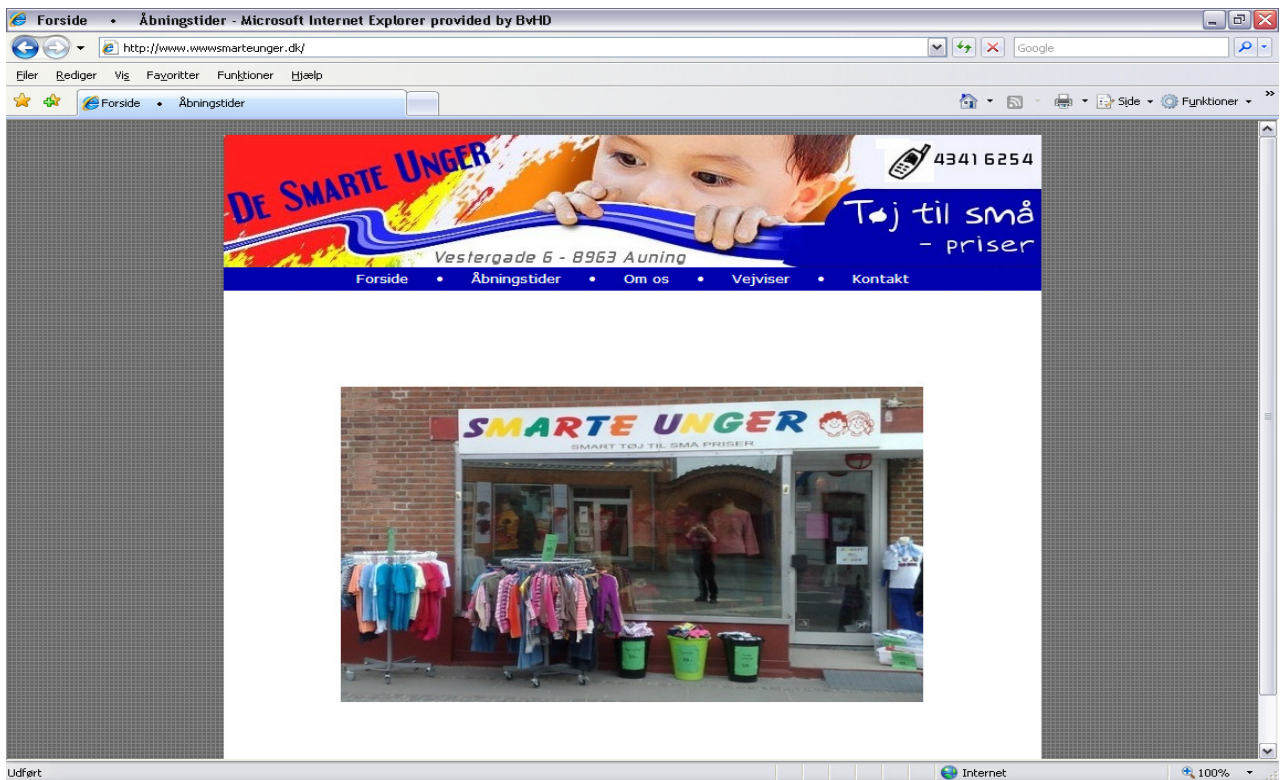 Forside • Åbningstider - Microsoft Internet Explorer provided by BvHD
http://www.wwwsmarteunger.dk/
Google
Filer Rediger Vis Favoritter Funktioner Hjælp
Forside • Åbningstider
Side
Funktioner
DE SMARTE UNGER
4341 6254
Tøj til små
- priser
Vestergade 6 - 8963 Auning
Forside • Åbningstider • Om os • Vejviser • Kontakt
SMARTE UNGER
SMART TØJ TIL SMÅ PRISER
Udført
Internet
100%